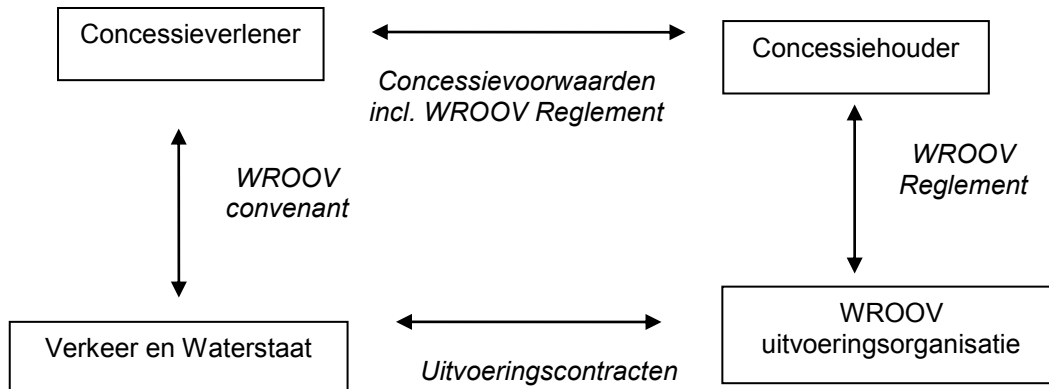 Concessieverlener
Concessiehouder
Concessievoorwaarden
incl. WROOV Reglement
WROOV
convenant
WROOV
Reglement
Verkeer en Waterstaat
WROOV
uitvoeringsorganisatie
Uitvoeringscontracten